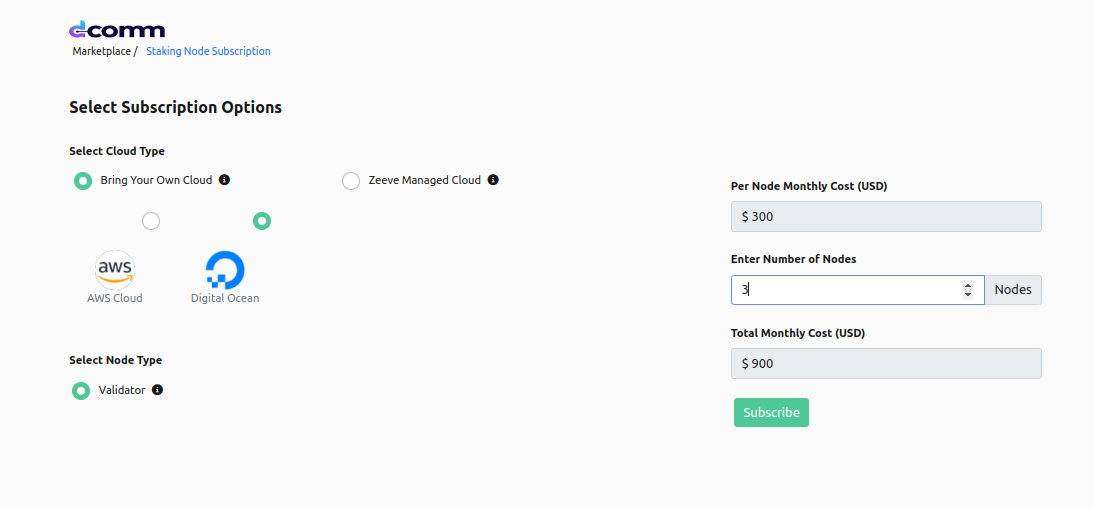 dcomm
Marketplace / Staking Node Subscription
Select Subscription Options
Select Cloud Type
Bring Your Own Cloud
Zeeve Managed Cloud
aws
AWS Cloud
Digital Ocean
Select Node Type
Validator
Per Node Monthly Cost (USD)
$ 300
Enter Number of Nodes
3 Nodes
Total Monthly Cost (USD)
$ 900
Subscribe